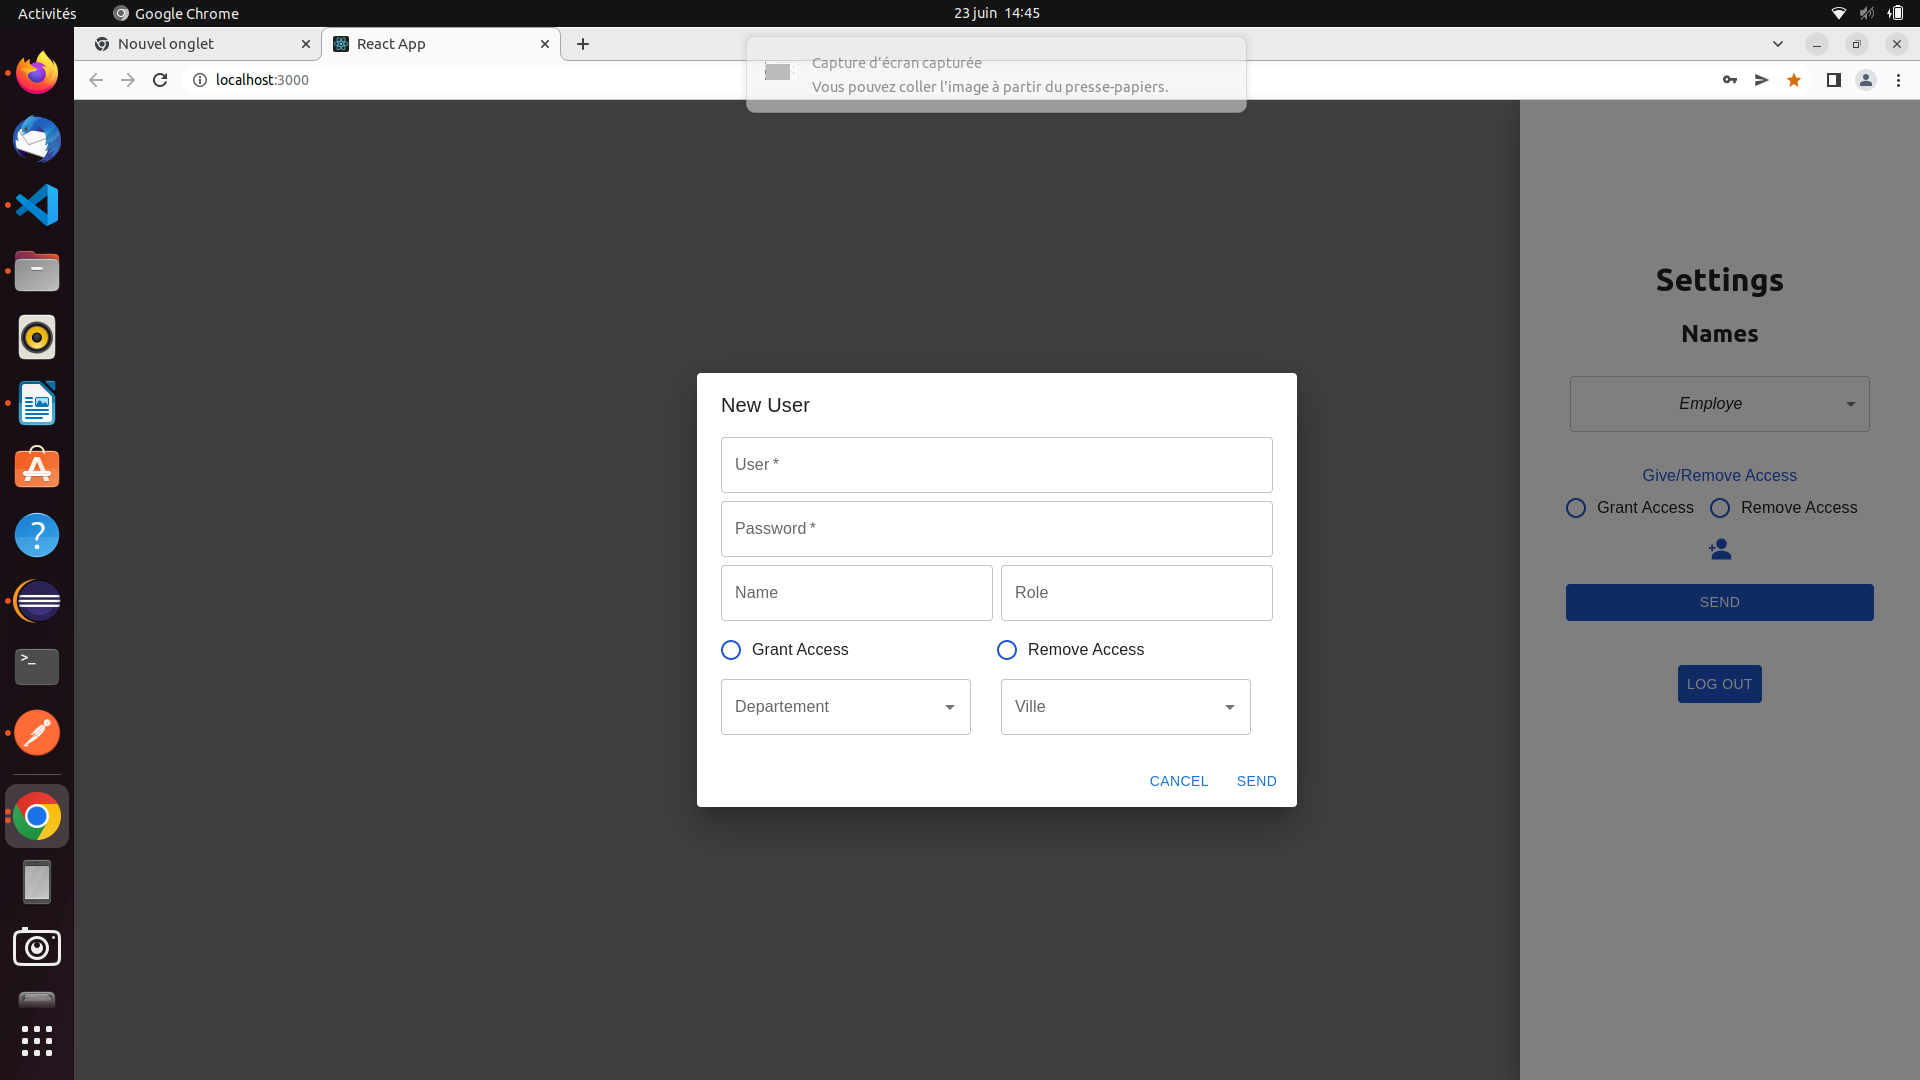 Activités
Google Chrome
23 juin 14:45
Nouvel onglet
React App
localhost:3000
Capture d'écran capturée
Vous pouvez coller l'image à partir du presse-papiers.
Settings
Names
Employe
Give/Remove Access
Grant Access
Remove Access
SEND
LOG OUT
New User
User *
Password *
Name
Role
Grant Access
Remove Access
Departement
Ville
CANCEL
SEND